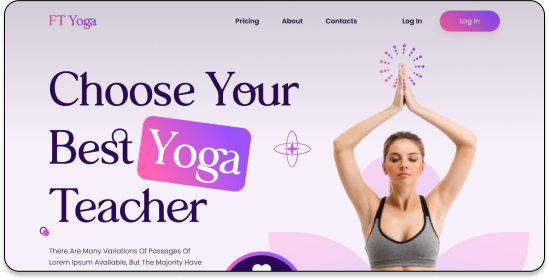 FT Yoga
Pricing About Contacts Log In Log In
Choose Your
Best Yoga
Teacher
There Are Many Variations Of Passages Of
Lorem Ipsum Available, But The Majority Have